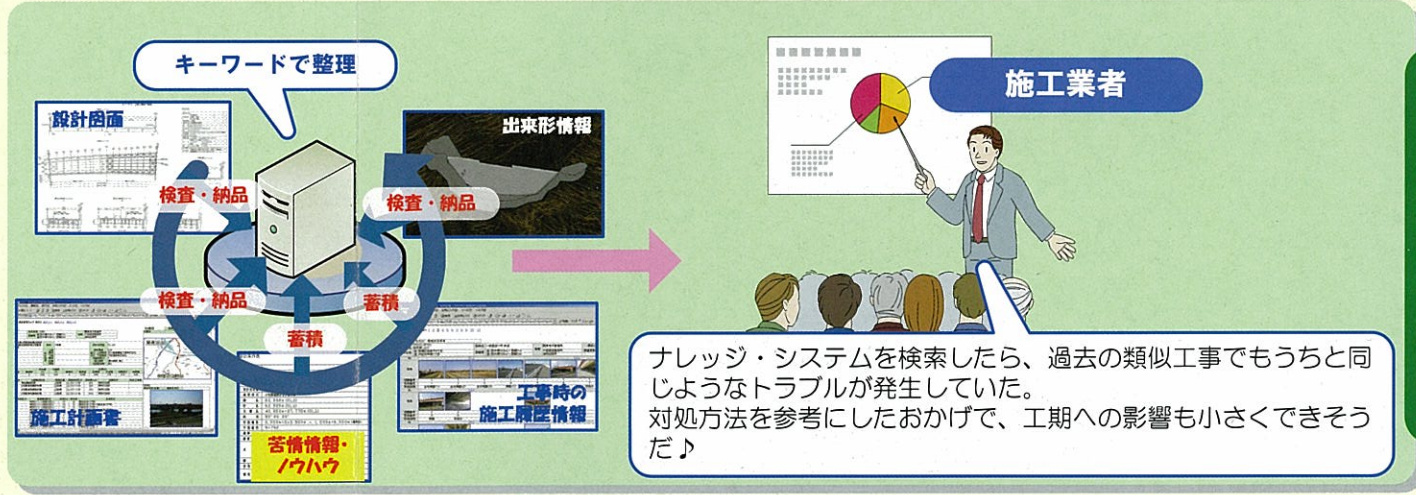 キーワードで整理
設計図面
出来形情報
検査・納品
検査・納品
検査・納品
蓄積
蓄積
施工計画書
工事時の
施工履歴情報
苦情情報・
ノウハウ
施工業者
ナレッジ・システムを検索したら、過去の類似工事でもうちと同
じようなトラブルが発生していた。
対処方法を参考にしたおかげで、工期への影響も小さくできそう
だ♪